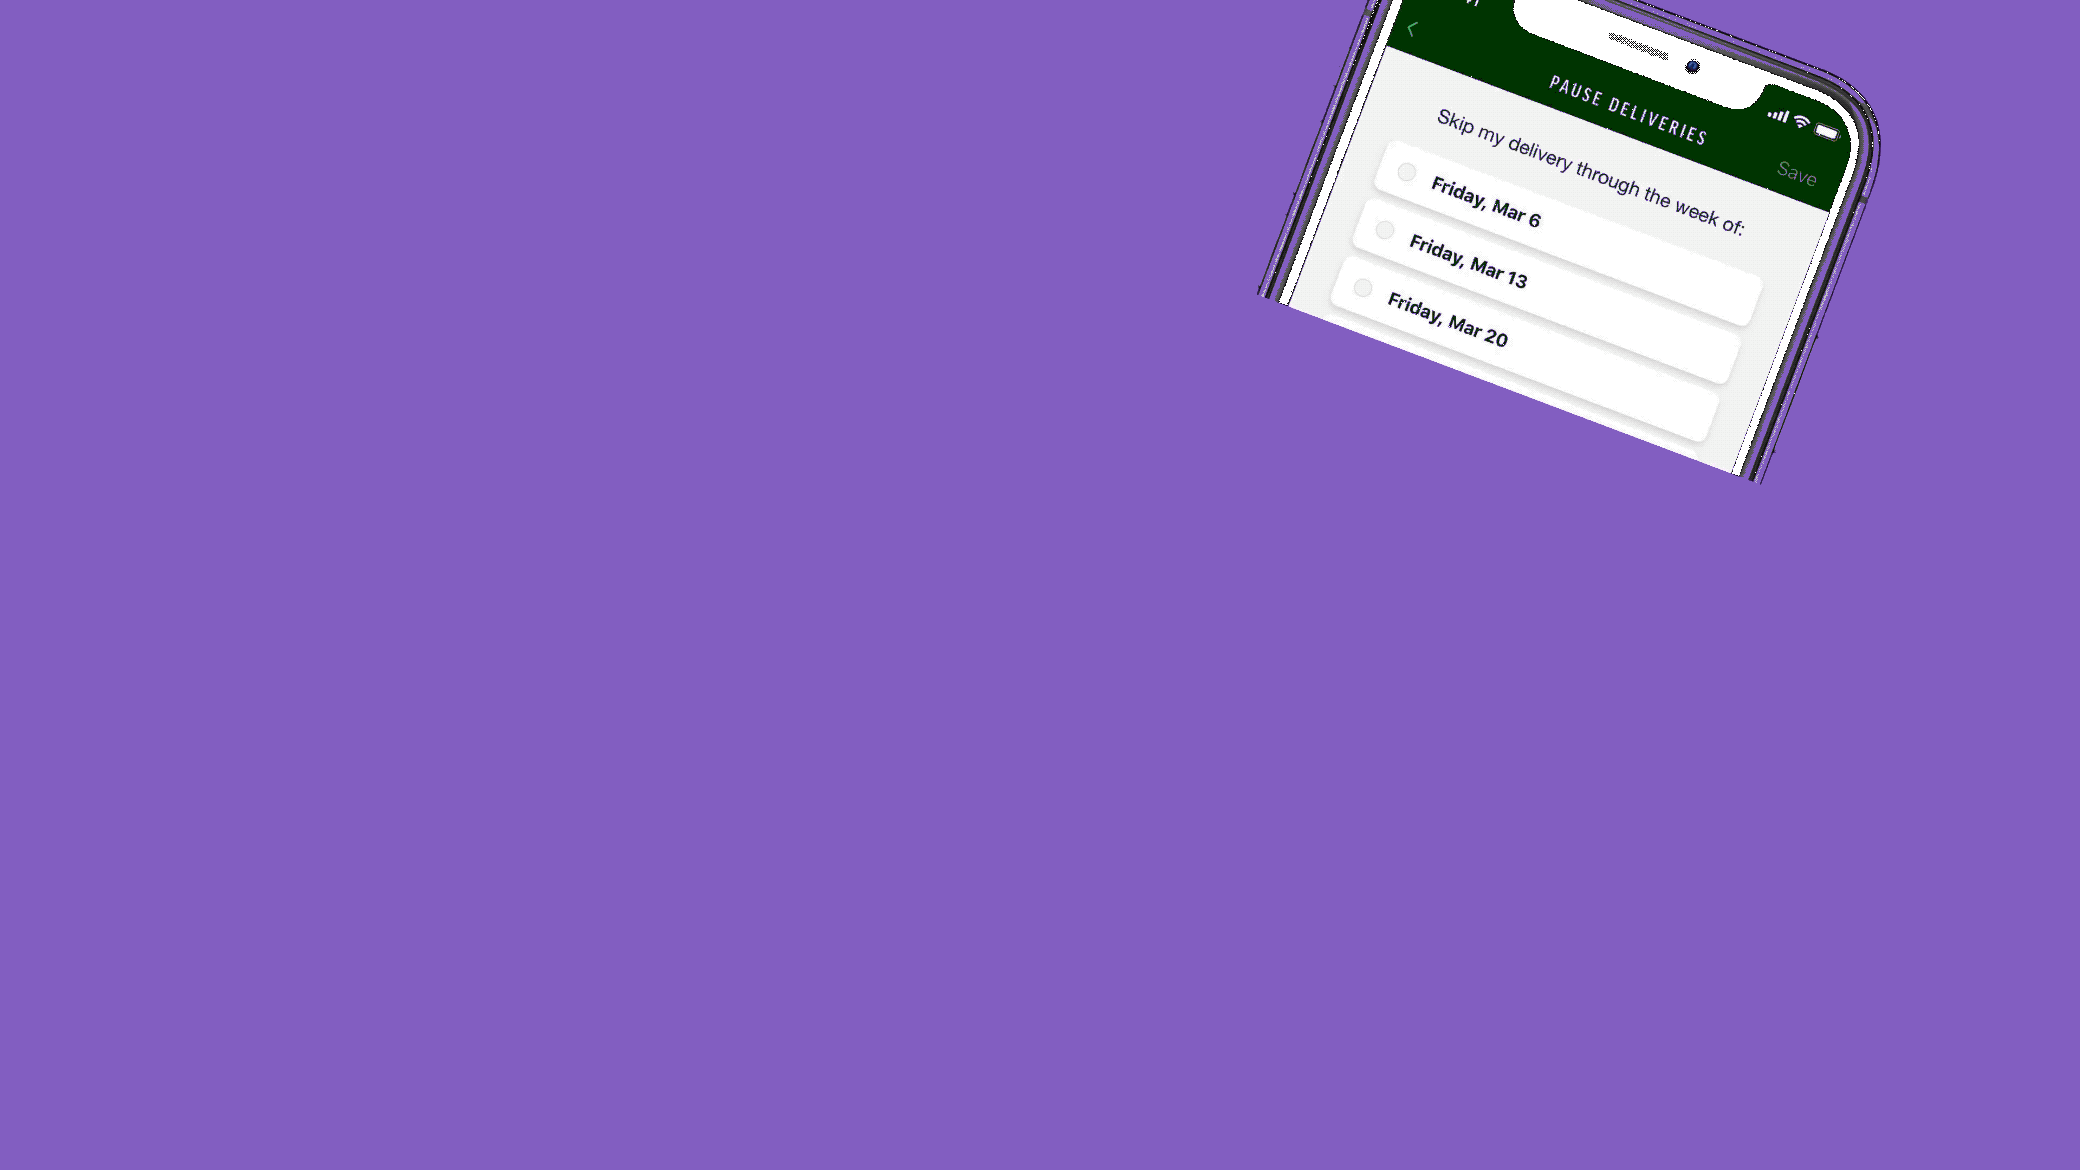 PAUSE DELIVERIES
Save
Skip my delivery through the week of:
Friday, Mar 6
Friday, Mar 13
Friday, Mar 20